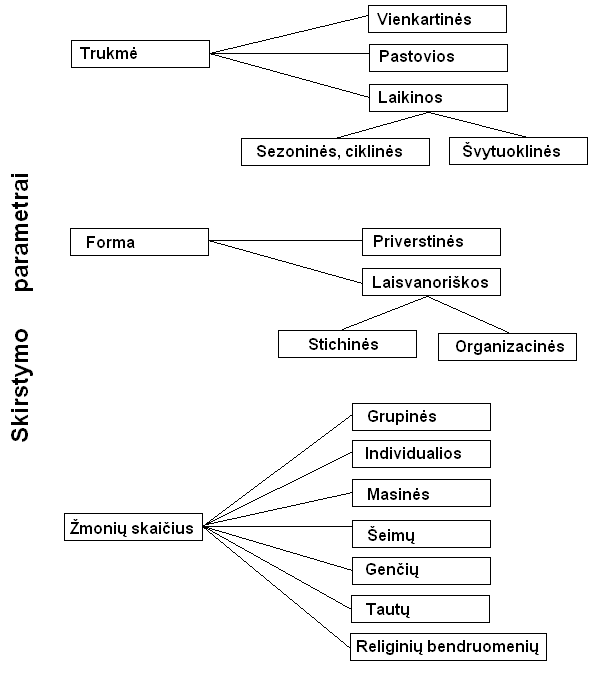 Skirstymo parametrai
Trukmė
Vienkartinės
Pastovios
Laikinos
Sezoninės, ciklinės
Švytuoklinės
Forma
Priverstinės
Laisvanoriškos
Stichinės
Organizacinės
Žmonių skaičius
Grupinės
Individualios
Masinės
Šeimų
Genčių
Tautų
Religinių bendruomenių